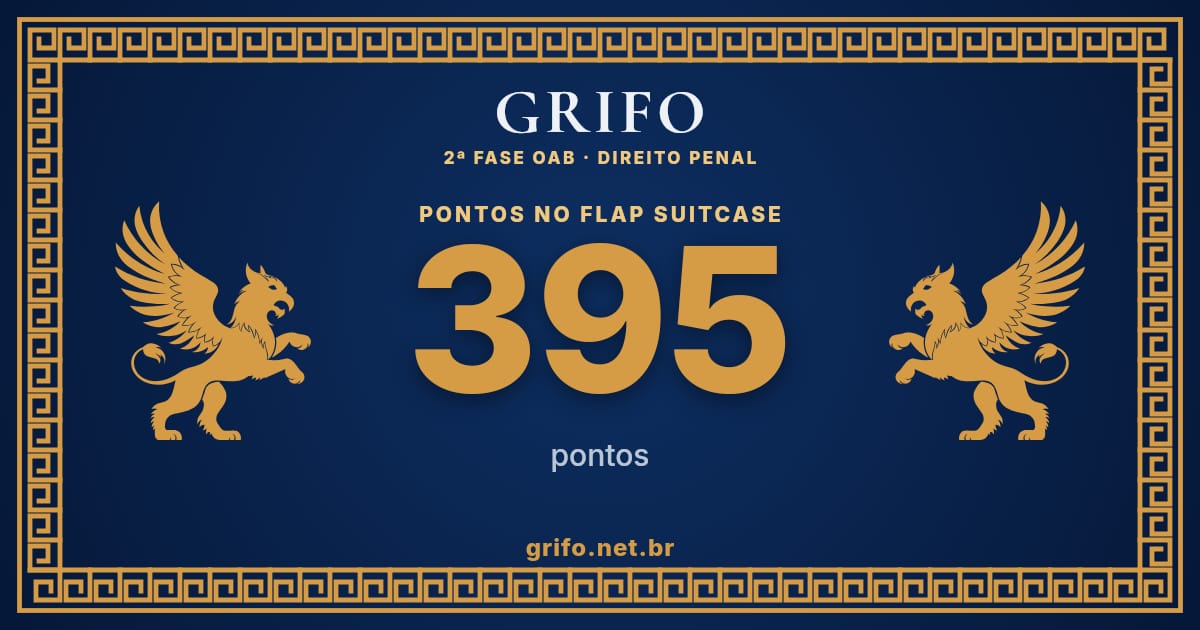 GRIFO
2ª FASE OAB · DIREITO PENAL
PONTOS NO FLAP SUITCASE
395
pontos
grifo.net.br